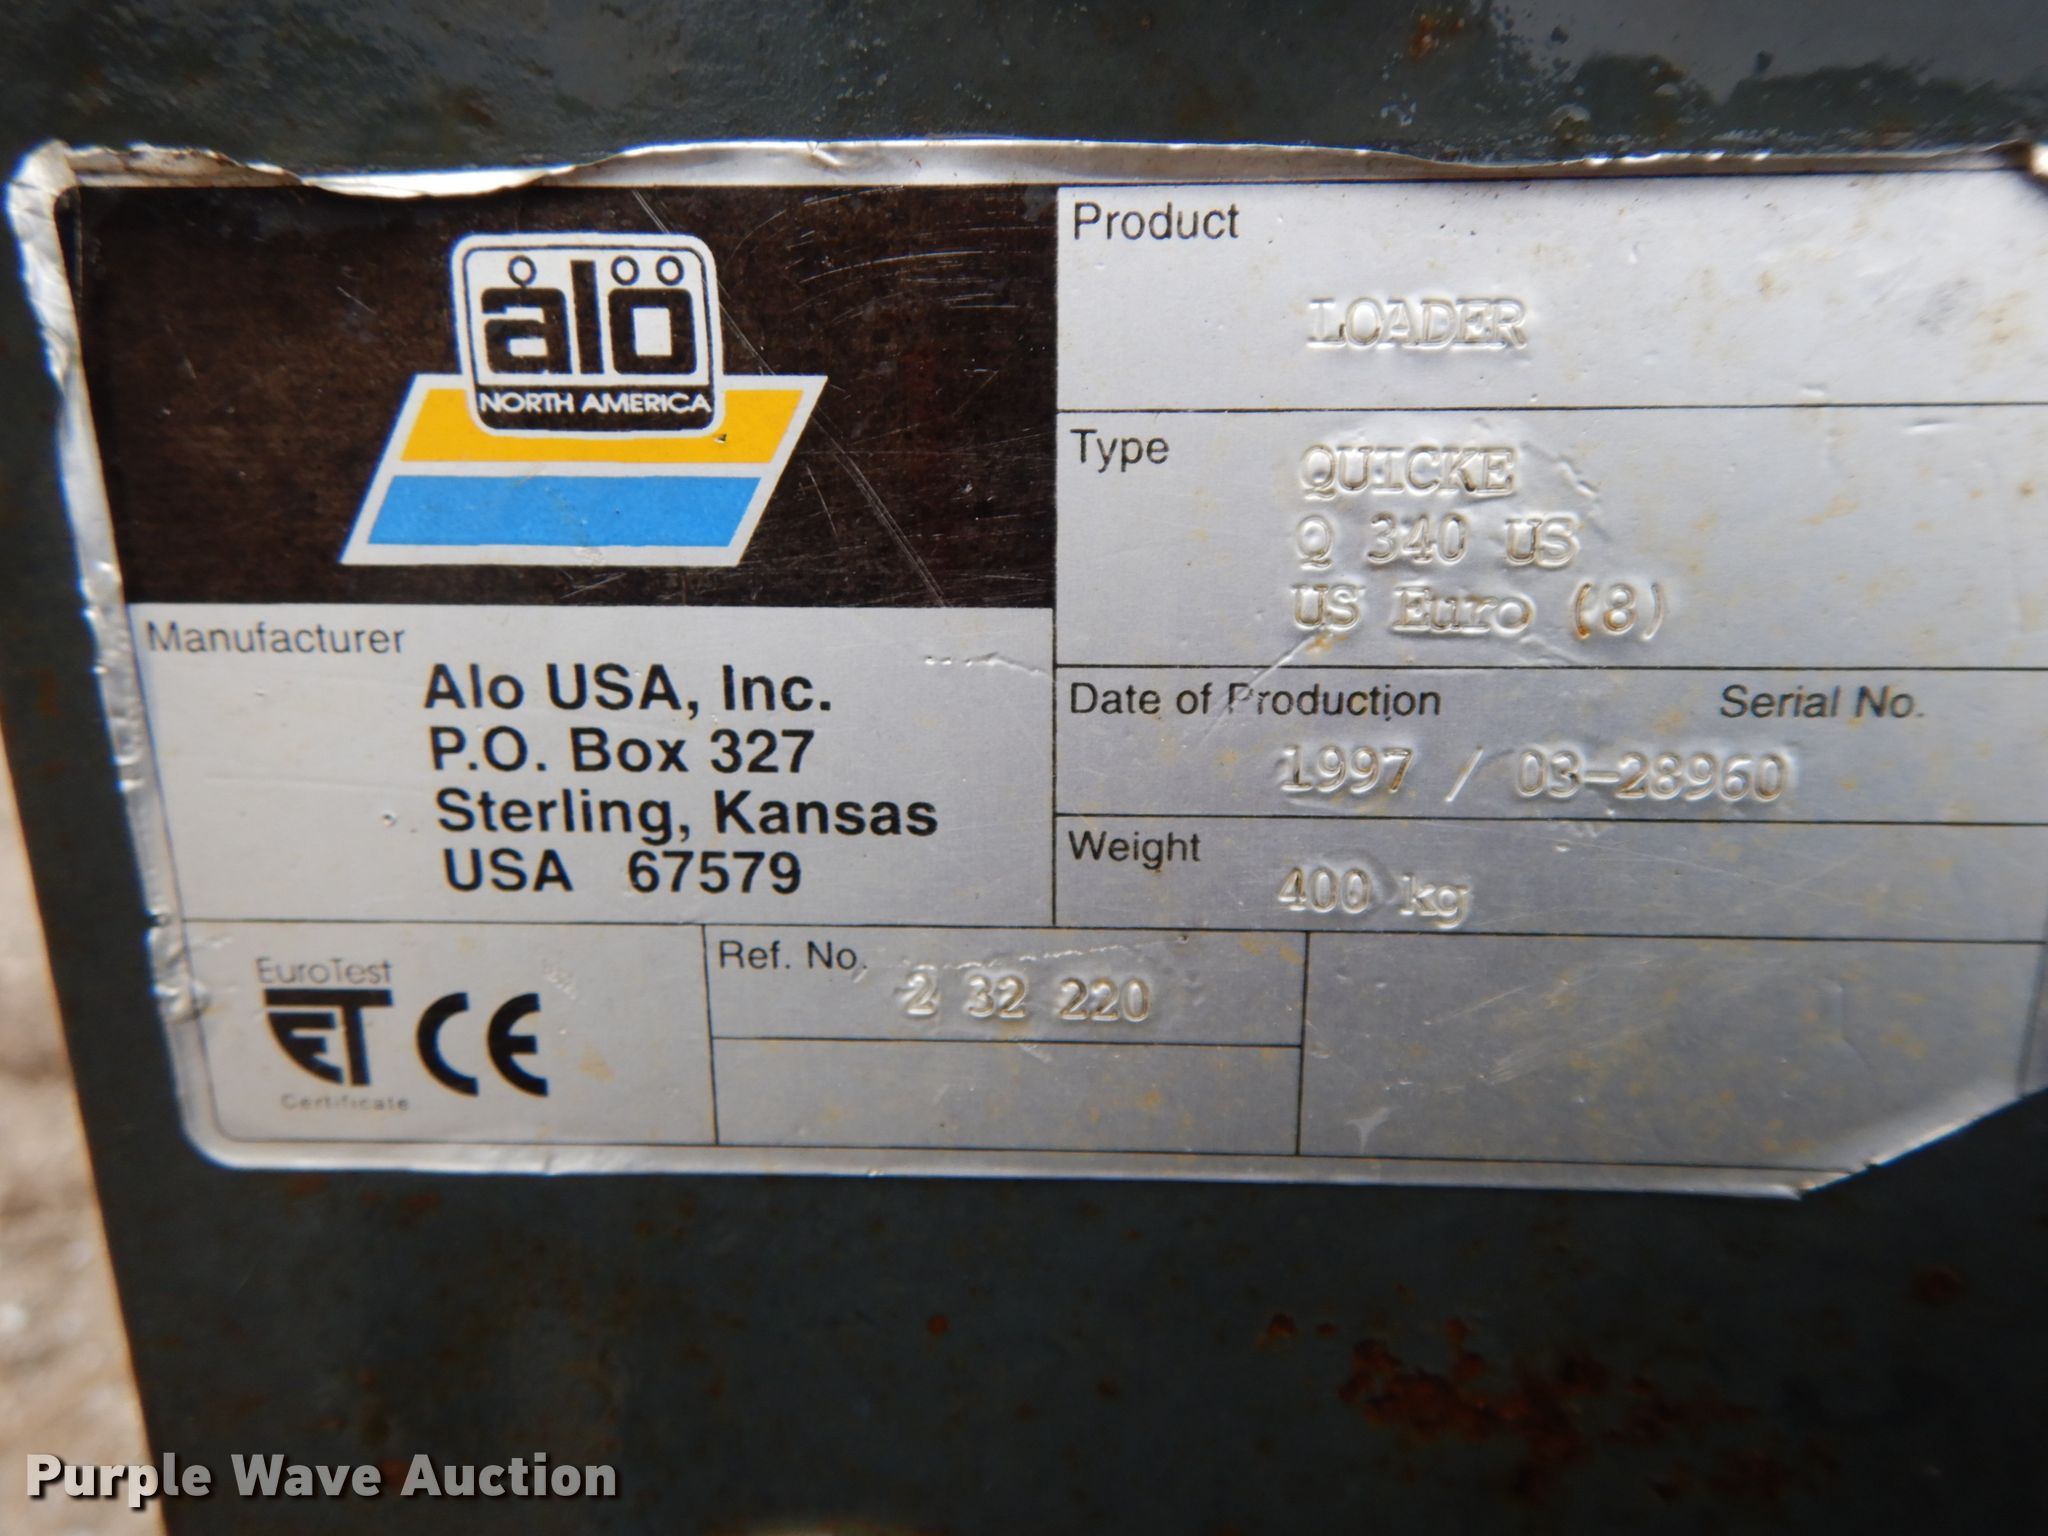 ålö
NORTH AMERICA
Product
LOADER
Type
QUICKE
Q 340 US
US Euro (8)
Manufacturer
Alo USA, Inc.
P.O. Box 327
Sterling, Kansas
USA 67579
Date of Production Serial No.
1997 / 03-28960
Weight
400 kg
EuroTest
ET CE
Certificate
Ref. No.
2 32 220
Purple Wave Auction